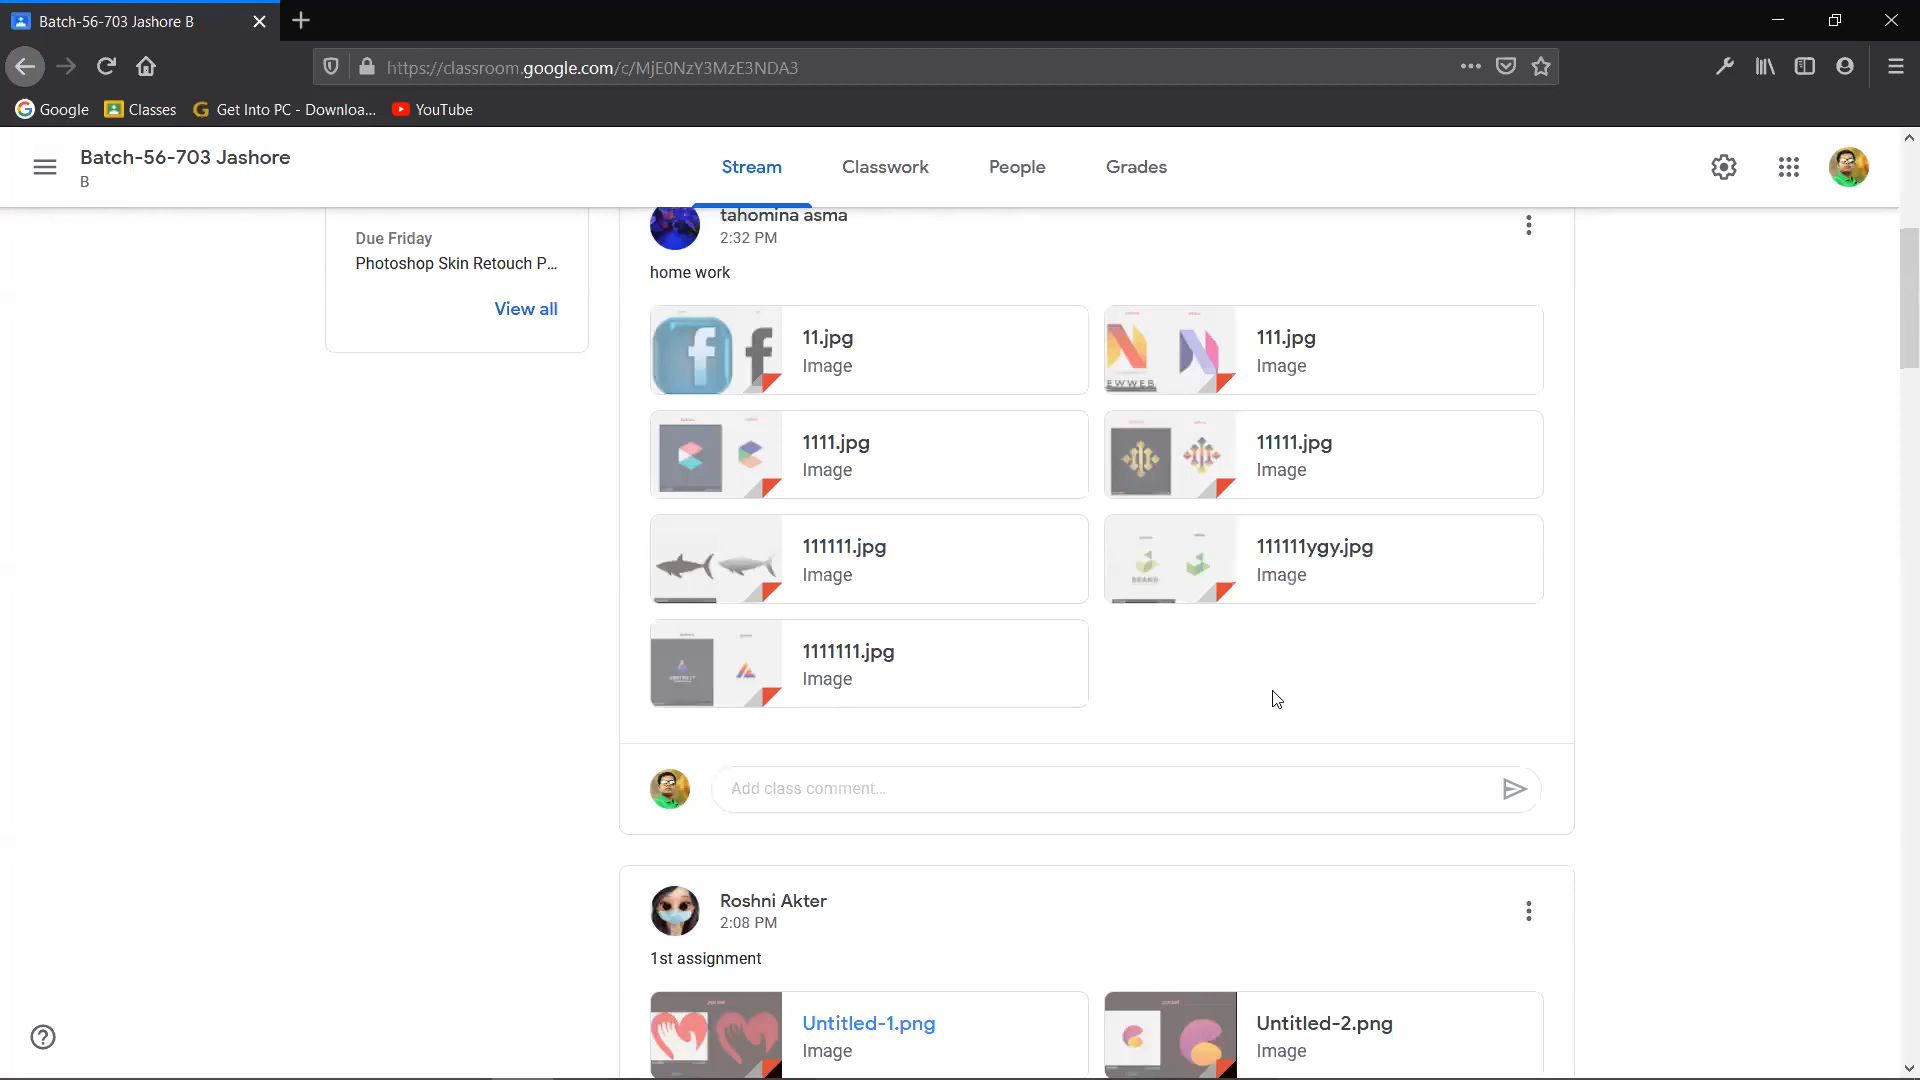 Batch-56-703 Jashore B
https://classroom.google.com/c/MjE0NzY3MzE3NDA3
Google Classes Get Into PC - Downloa... YouTube
Batch-56-703 Jashore
B
Stream Classwork People Grades
tahomina asma
2:32 PM
Due Friday
Photoshop Skin Retouch P...
View all
home work
11.jpg
Image
111.jpg
Image
1111.jpg
Image
11111.jpg
Image
111111.jpg
Image
111111ygy.jpg
Image
1111111.jpg
Image
Add class comment...
Roshni Akter
2:08 PM
1st assignment
Untitled-1.png
Image
Untitled-2.png
Image